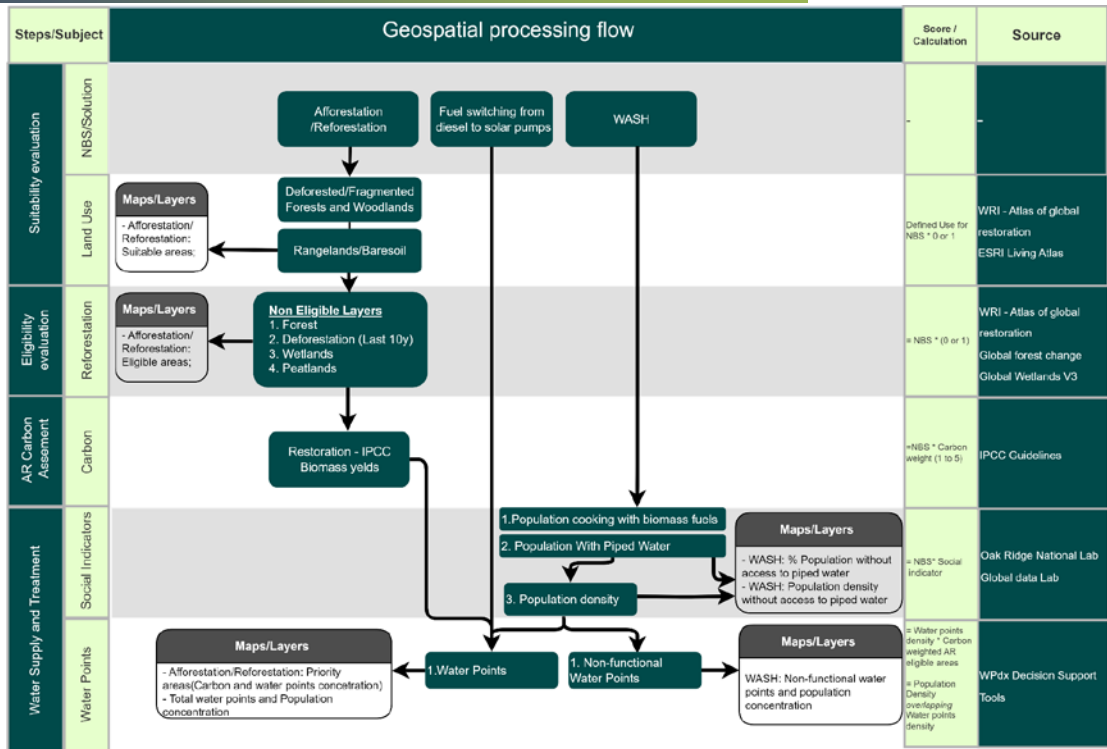 Steps/Subject
Geospatial processing flow
Score /
Calculation
Source
Suitability evaluation
NBS/Solution
Afforestation
/Reforestation
Fuel switching from
diesel to solar pumps
WASH
-
-
Land Use
Maps/Layers
- Afforestation/
Reforestation:
Suitable areas;
Deforested/Fragmented
Forests and Woodlands
Rangelands/Baresoil
Defined Use for
NBS * 0 or 1
WRI - Atlas of global
restoration
ESRI Living Atlas
Eligibility
evaluation
Reforestation
Maps/Layers
- Afforestation/
Reforestation:
Eligible areas;
Non Eligible Layers
1. Forest
2. Deforestation (Last 10y)
3. Wetlands
4. Peatlands
= NBS * (0 or 1)
WRI - Atlas of global
restoration
Global forest change
Global Wetlands V3
AR Carbon
Assement
Carbon
Restoration - IPCC
Biomass yields
=NBS * Carbon
weight (1 to 5)
IPCC Guidelines
Water Supply and Treatment
Social Indicators
1.Population cooking with biomass fuels
2. Population With Piped Water
3. Population density
Maps/Layers
- WASH: % Population without
access to piped water
- WASH: Population density
without access to piped water
= NBS* Social
indicator
Oak Ridge National Lab
Global data Lab
Water Points
Maps/Layers
- Afforestation/Reforestation: Priority
areas(Carbon and water points concetration)
- Total water points and Population
concentration
1.Water Points
1. Non-functional
Water Points
Maps/Layers
WASH: Non-functional water
points and population
concentration
= Water points
density * Carbon
weighted AR
eligible areas
= Population
Density
overlapping
Water points
density
WPdx Decision Support
Tools